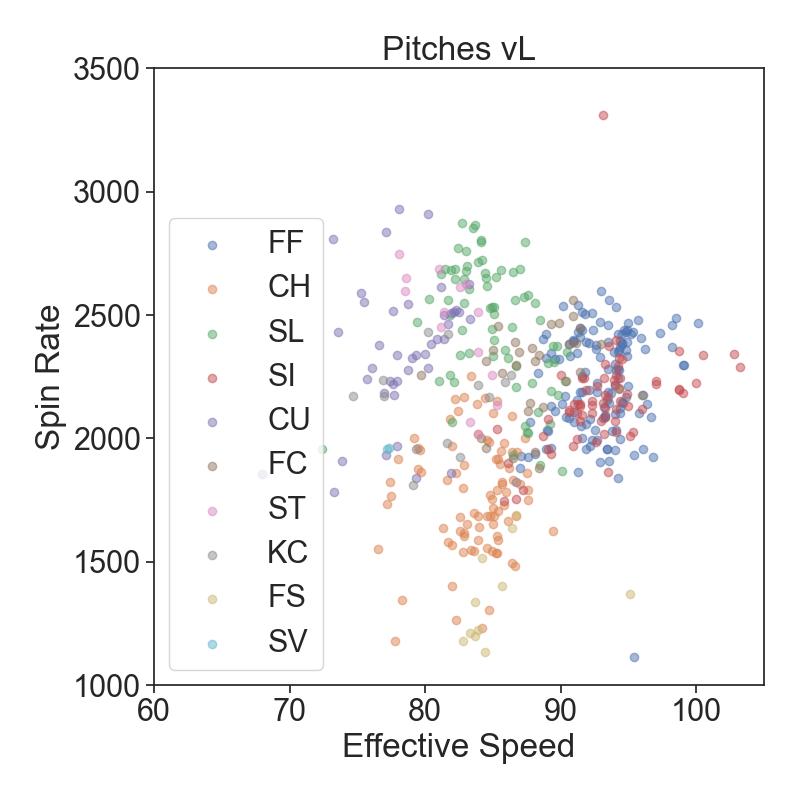 Pitches vL
3500
3000
2500
2000
1500
1000
Spin Rate
FF
CH
SL
SI
CU
FC
ST
KC
FS
SV
60 70 80 90 100
Effective Speed